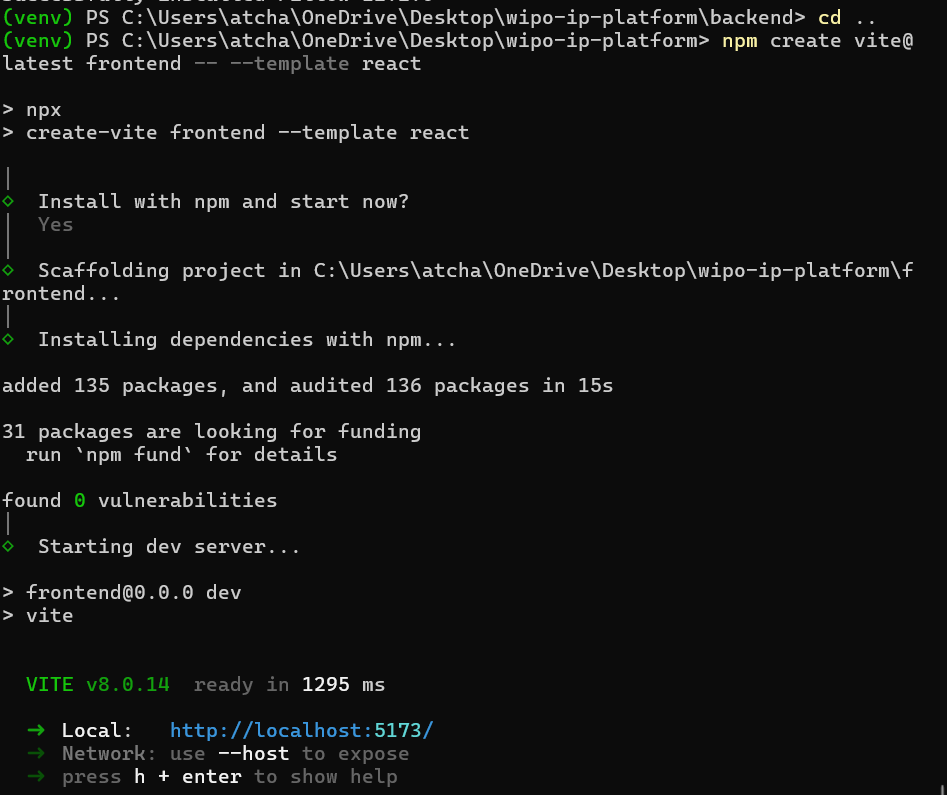 (venv) PS C:\Users\atcha\OneDrive\Desktop\wipo-ip-platform\backend> cd ..
(venv) PS C:\Users\atcha\OneDrive\Desktop\wipo-ip-platform> npm create vite@
latest frontend -- --template react
> npx
> create-vite frontend --template react
◇  Install with npm and start now?
│  Yes
◇  Scaffolding project in C:\Users\atcha\OneDrive\Desktop\wipo-ip-platform\f
rontend...
◇  Installing dependencies with npm...
added 135 packages, and audited 136 packages in 15s
31 packages are looking for funding
  run `npm fund` for details
found 0 vulnerabilities
◇  Starting dev server...
> frontend@0.0.0 dev
> vite
  VITE v8.0.14  ready in 1295 ms
  ➜  Local:   http://localhost:5173/
  ➜  Network: use --host to expose
  ➜  press h + enter to show help